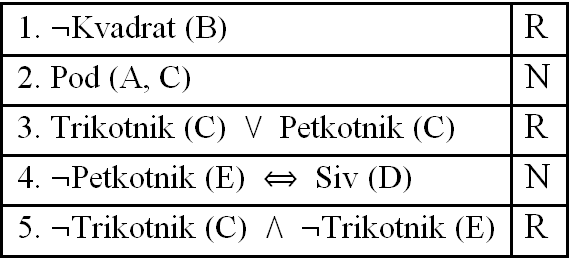 1. ¬Kvadrat (B) R
2. Pod (A, C) N
3. Trikotnik (C) ∨ Petkotnik (C) R
4. ¬Petkotnik (E) ⇔ Siv (D) N
5. ¬Trikotnik (C) ∧ ¬Trikotnik (E) R